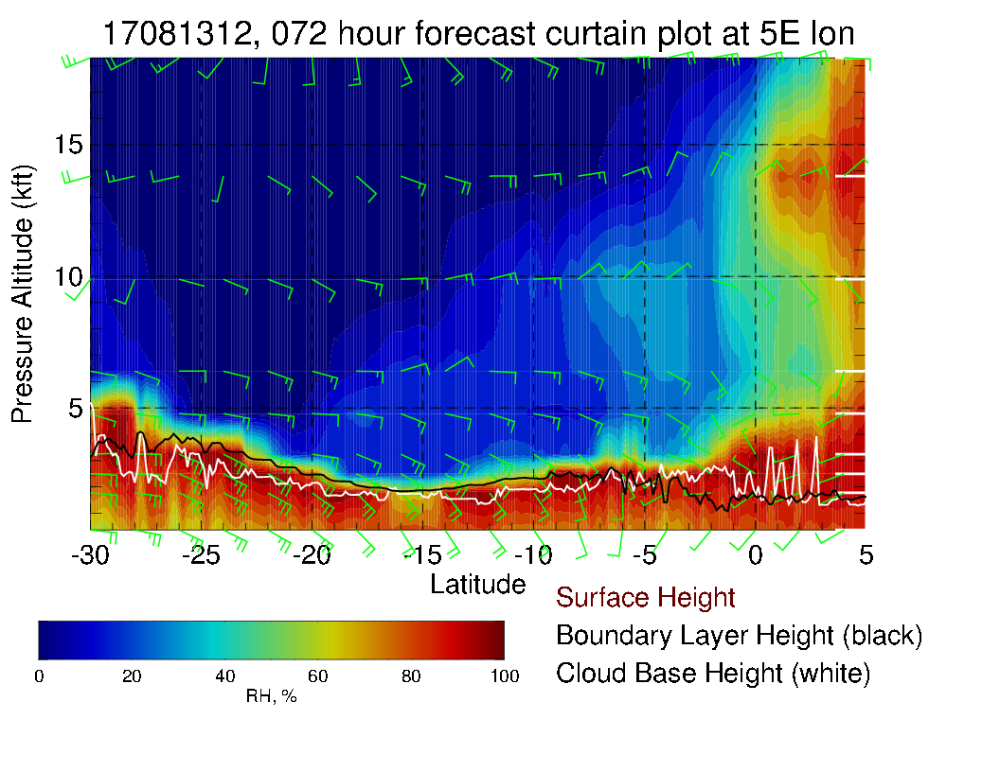 17081312, 072 hour forecast curtain plot at 5E lon
Pressure Altitude (kft)
15
10
5
-30 -25 -20 -15 -10 -5 0 5
Latitude
Surface Height
Boundary Layer Height (black)
Cloud Base Height (white)
0 20 40 60 80 100
RH, %